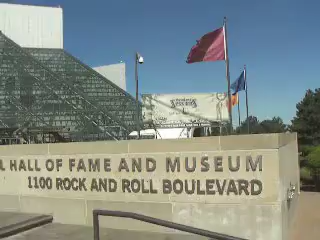 L HALL OF FAME AND MUSEUM
1100 ROCK AND ROLL BOULEVARD